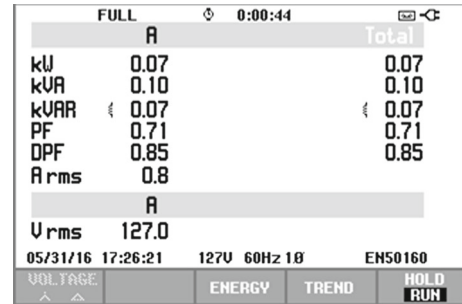 FULL 0:00:44
A Total
kW 0.07 0.07
kVA 0.10 0.10
kVAR 0.07 0.07
PF 0.71 0.71
DPF 0.85 0.85
A rms 0.8
A
V rms 127.0
05/31/16 17:26:21 127V 60Hz 1Ø EN50160
VOLTAGE ENERGY TREND HOLD
RUN